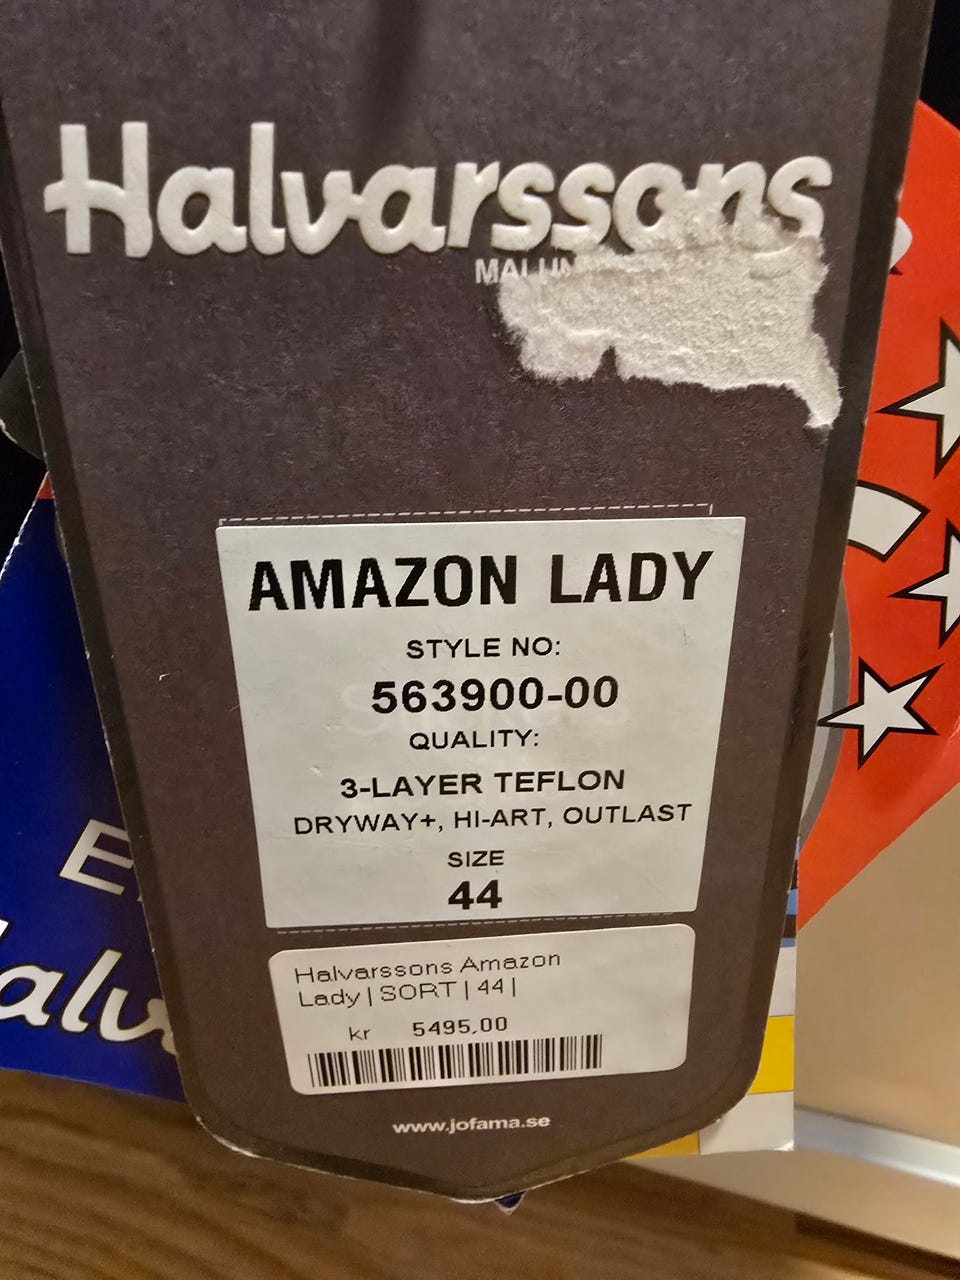 Halvarssons
AMAZON LADY
STYLE NO:
563900-00
QUALITY:
3-LAYER TEFLON
DRYWAY+, HI-ART, OUTLAST
SIZE
44
Halvarssons Amazon
Lady | SORT | 44 |
kr 5495,00
www.jofama.se